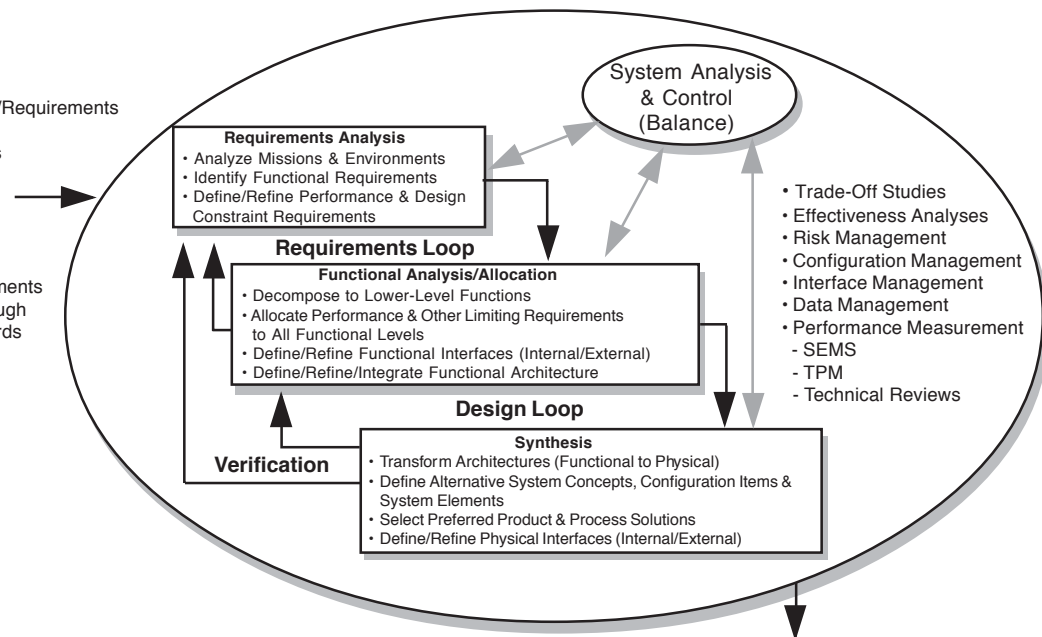 /Requirements
s
ments
ugh
rds
System Analysis
& Control
(Balance)
Requirements Analysis
• Analyze Missions & Environments
• Identify Functional Requirements
• Define/Refine Performance & Design
Constraint Requirements
Requirements Loop
Functional Analysis/Allocation
• Decompose to Lower-Level Functions
• Allocate Performance & Other Limiting Requirements
to All Functional Levels
• Define/Refine Functional Interfaces (Internal/External)
• Define/Refine/Integrate Functional Architecture
Design Loop
Synthesis
• Transform Architectures (Functional to Physical)
• Define Alternative System Concepts, Configuration Items &
System Elements
• Select Preferred Product & Process Solutions
• Define/Refine Physical Interfaces (Internal/External)
Verification
• Trade-Off Studies
• Effectiveness Analyses
• Risk Management
• Configuration Management
• Interface Management
• Data Management
• Performance Measurement
- SEMS
- TPM
- Technical Reviews